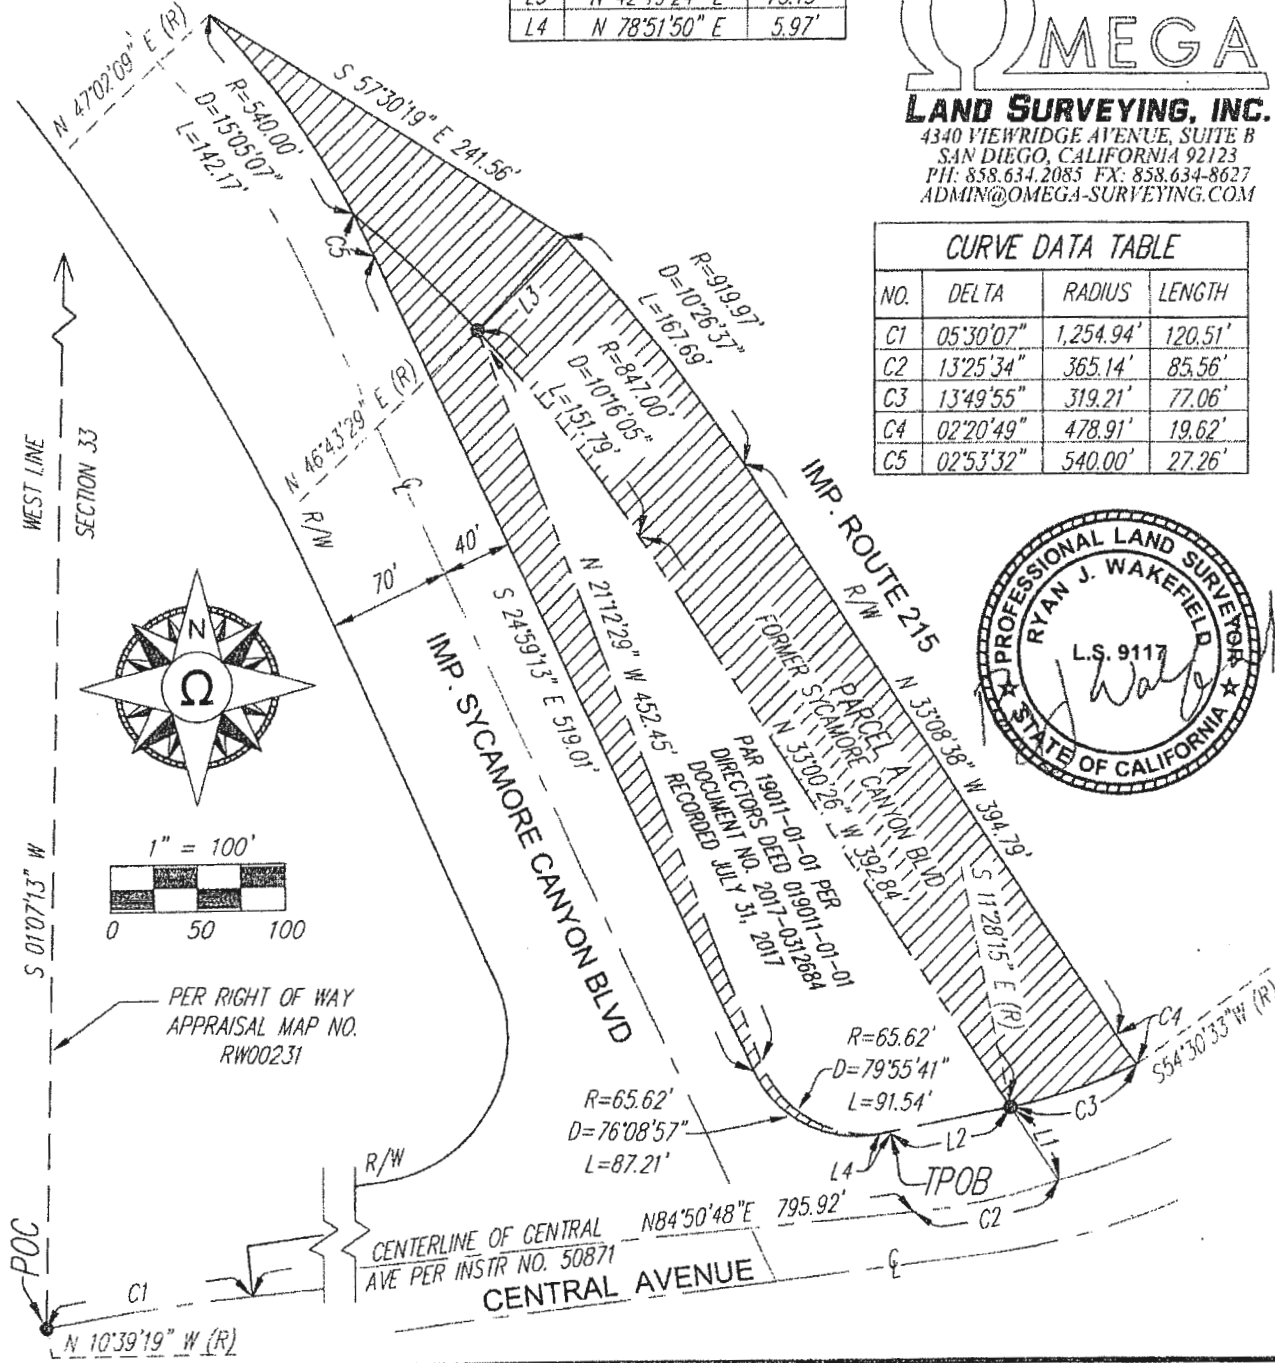 L4 N 78°51'50" E 5.97'
OMEGA
LAND SURVEYING, INC.
4340 VIEWRIDGE AVENUE, SUITE B
SAN DIEGO, CALIFORNIA 92123
PH: 858.634.2085 FX: 858.634-8627
ADMIN@OMEGA-SURVEYING.COM
CURVE DATA TABLE
NO. DELTA RADIUS LENGTH
C1 05°30'07" 1,254.94' 120.51'
C2 13°25'34" 365.14' 85.56'
C3 13°49'55" 319.21' 77.06'
C4 02°20'49" 478.91' 19.62'
C5 02°53'32" 540.00' 27.26'
N 47°02'09" E (R)
R=540.00'
D=15°05'07"
L=142.17'
S 57°30'19" E 241.56'
C5
L3
R=919.97'
D=10°26'37"
L=167.69'
R=847.00'
D=10°16'05"
L=151.79'
N 46°43'29" E (R)
R/W
WEST LINE
SECTION 33
70'
40'
IMP. ROUTE 215
R/W
PROFESSIONAL LAND SURVEYOR
RYAN J. WAKEFIELD
L.S. 9117
STATE OF CALIFORNIA
N
Ω
IMP. SYCAMORE CANYON BLVD
S 24°59'13" E 519.01'
N 21°12'29" W 452.45'
PAR 19011-01-01 PER
DIRECTORS DEED 019011-01-01
DOCUMENT NO. 2017-0312684
RECORDED JULY 31, 2017
FORMER SYCAMORE CANYON BLVD
PARCEL A
N 33°00'26" W 392.84'
N 33°08'38" W 394.79'
S 11°28'15" E (R)
1" = 100'
0 50 100
S 01°07'13" W
PER RIGHT OF WAY
APPRAISAL MAP NO.
RW00231
R=65.62'
D=79°55'41"
L=91.54'
R=65.62'
D=76°08'57"
L=87.21'
C4
S54°30'33"W (R)
C3
L1
L2
L4
TPOB
R/W
C2
N84°50'48"E 795.92'
CENTERLINE OF CENTRAL
AVE PER INSTR NO. 50871
CENTRAL AVENUE
℄
℄
POC
C1
N 10°39'19" W (R)